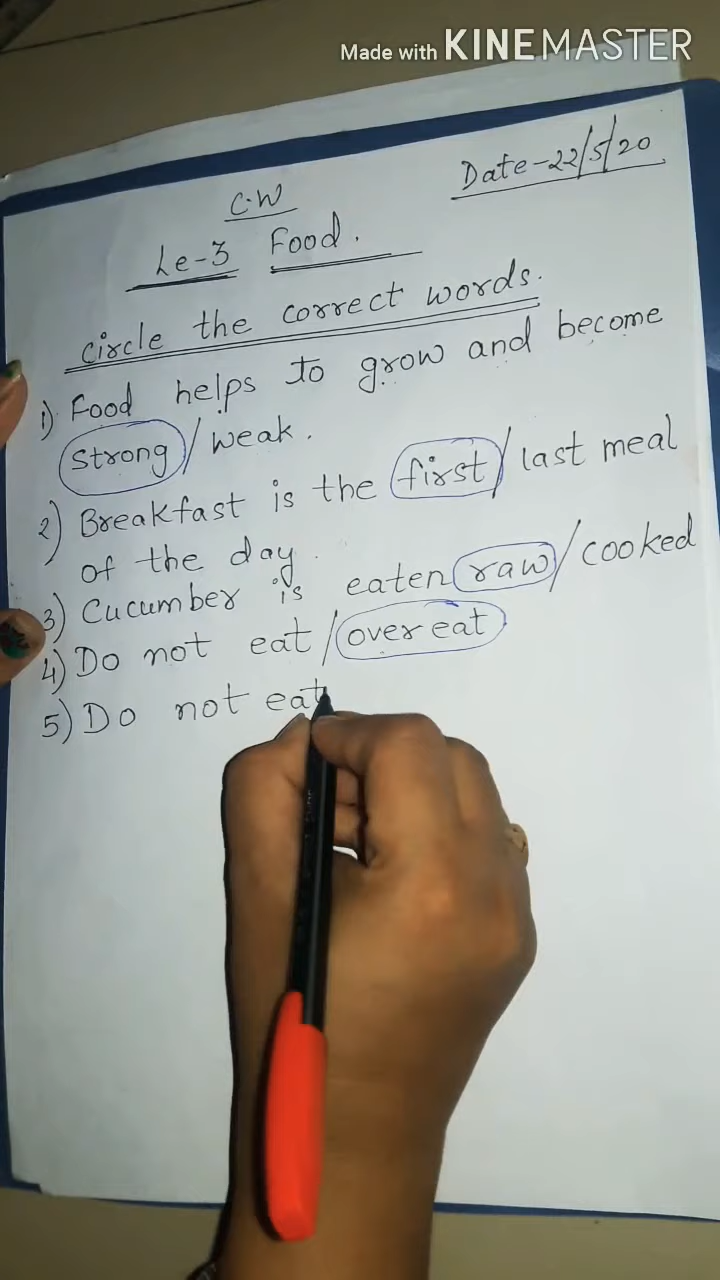 Made with KINEMASTER
Date-22/5/20
C.W
Le-3 Food.
Circle the correct words.
1) Food helps to grow and become
strong/weak.
2) Breakfast is the first/last meal
of the day.
3) Cucumber is eaten raw/cooked
4) Do not eat/over eat
5) Do not eat